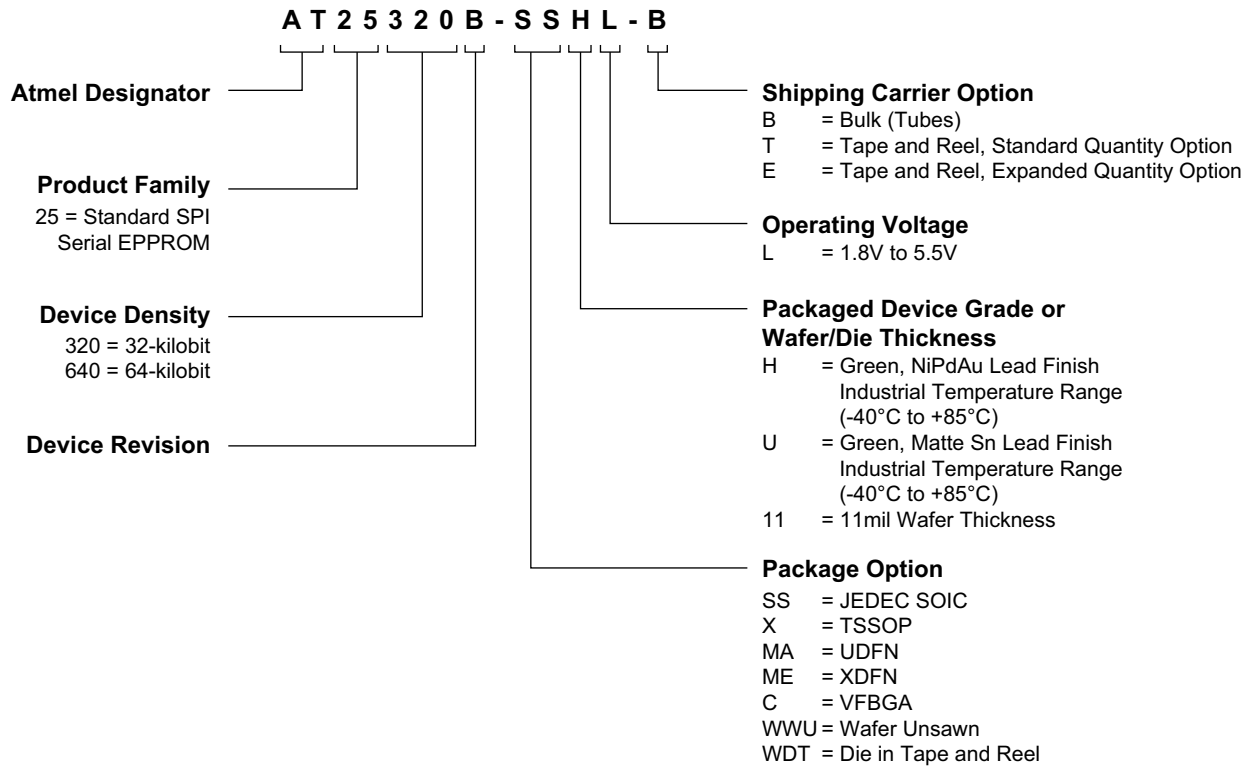 AT25320B-SSHL-B
Atmel Designator
Product Family
25 = Standard SPI
Serial EPPROM
Device Density
320 = 32-kilobit
640 = 64-kilobit
Device Revision
Shipping Carrier Option
B = Bulk (Tubes)
T = Tape and Reel, Standard Quantity Option
E = Tape and Reel, Expanded Quantity Option
Operating Voltage
L = 1.8V to 5.5V
Packaged Device Grade or
Wafer/Die Thickness
H = Green, NiPdAu Lead Finish
Industrial Temperature Range
(-40°C to +85°C)
U = Green, Matte Sn Lead Finish
Industrial Temperature Range
(-40°C to +85°C)
11 = 11mil Wafer Thickness
Package Option
SS = JEDEC SOIC
X = TSSOP
MA = UDFN
ME = XDFN
C = VFBGA
WWU = Wafer Unsawn
WDT = Die in Tape and Reel